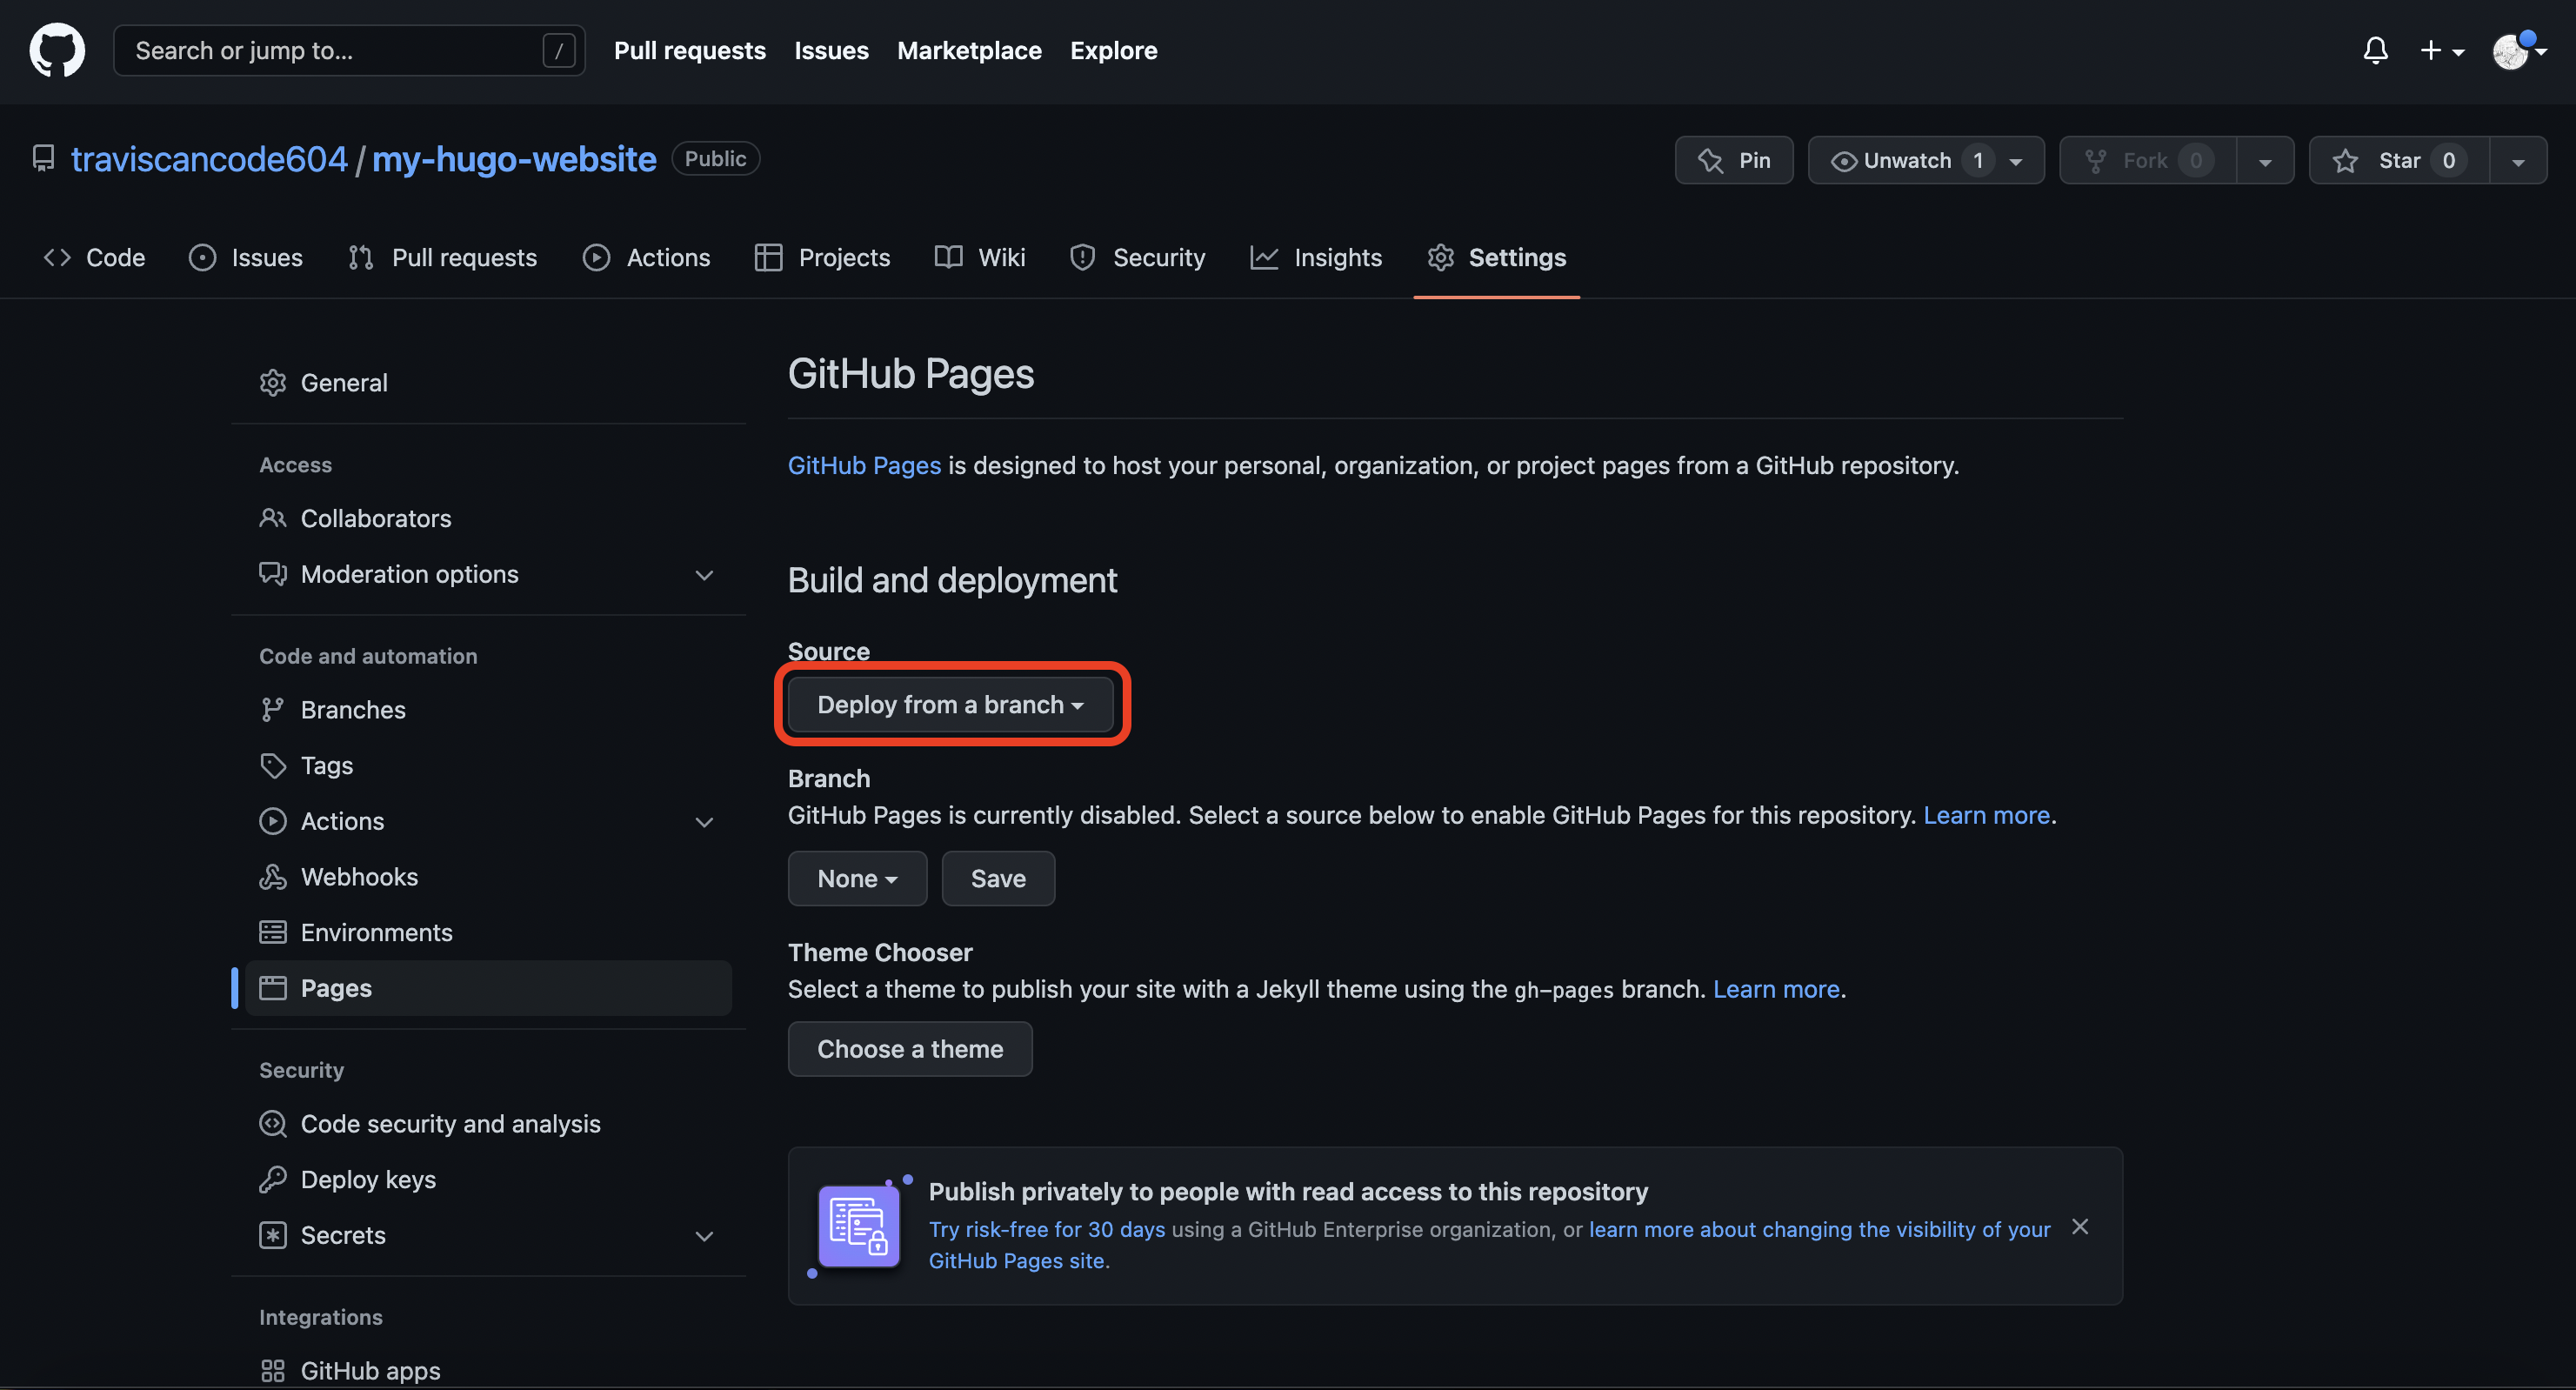 Search or jump to... /
Pull requests Issues Marketplace Explore
traviscancode604 / my-hugo-website Public
Pin Unwatch 1 Fork 0 Star 0
Code Issues Pull requests Actions Projects Wiki Security Insights Settings
General
Access
Collaborators
Moderation options
Code and automation
Branches
Tags
Actions
Webhooks
Environments
Pages
Security
Code security and analysis
Deploy keys
Secrets
Integrations
GitHub apps
GitHub Pages
GitHub Pages is designed to host your personal, organization, or project pages from a GitHub repository.
Build and deployment
Source
Deploy from a branch
Branch
GitHub Pages is currently disabled. Select a source below to enable GitHub Pages for this repository. Learn more.
None Save
Theme Chooser
Select a theme to publish your site with a Jekyll theme using the gh-pages branch. Learn more.
Choose a theme
Publish privately to people with read access to this repository
Try risk-free for 30 days using a GitHub Enterprise organization, or learn more about changing the visibility of your
GitHub Pages site.